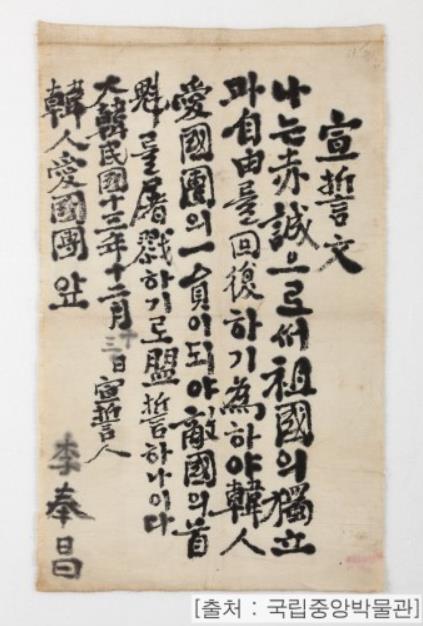 宣誓文
나는赤誠으로써祖國의獨立
과自由를回復하기爲하야韓人
愛國團의一員이되야敵國의首
魁를屠戮하기로盟誓하나이다
大韓民國十三年十二月十三日 宣誓人
李奉昌
韓人愛國團앞
[출처 : 국립중앙박물관]